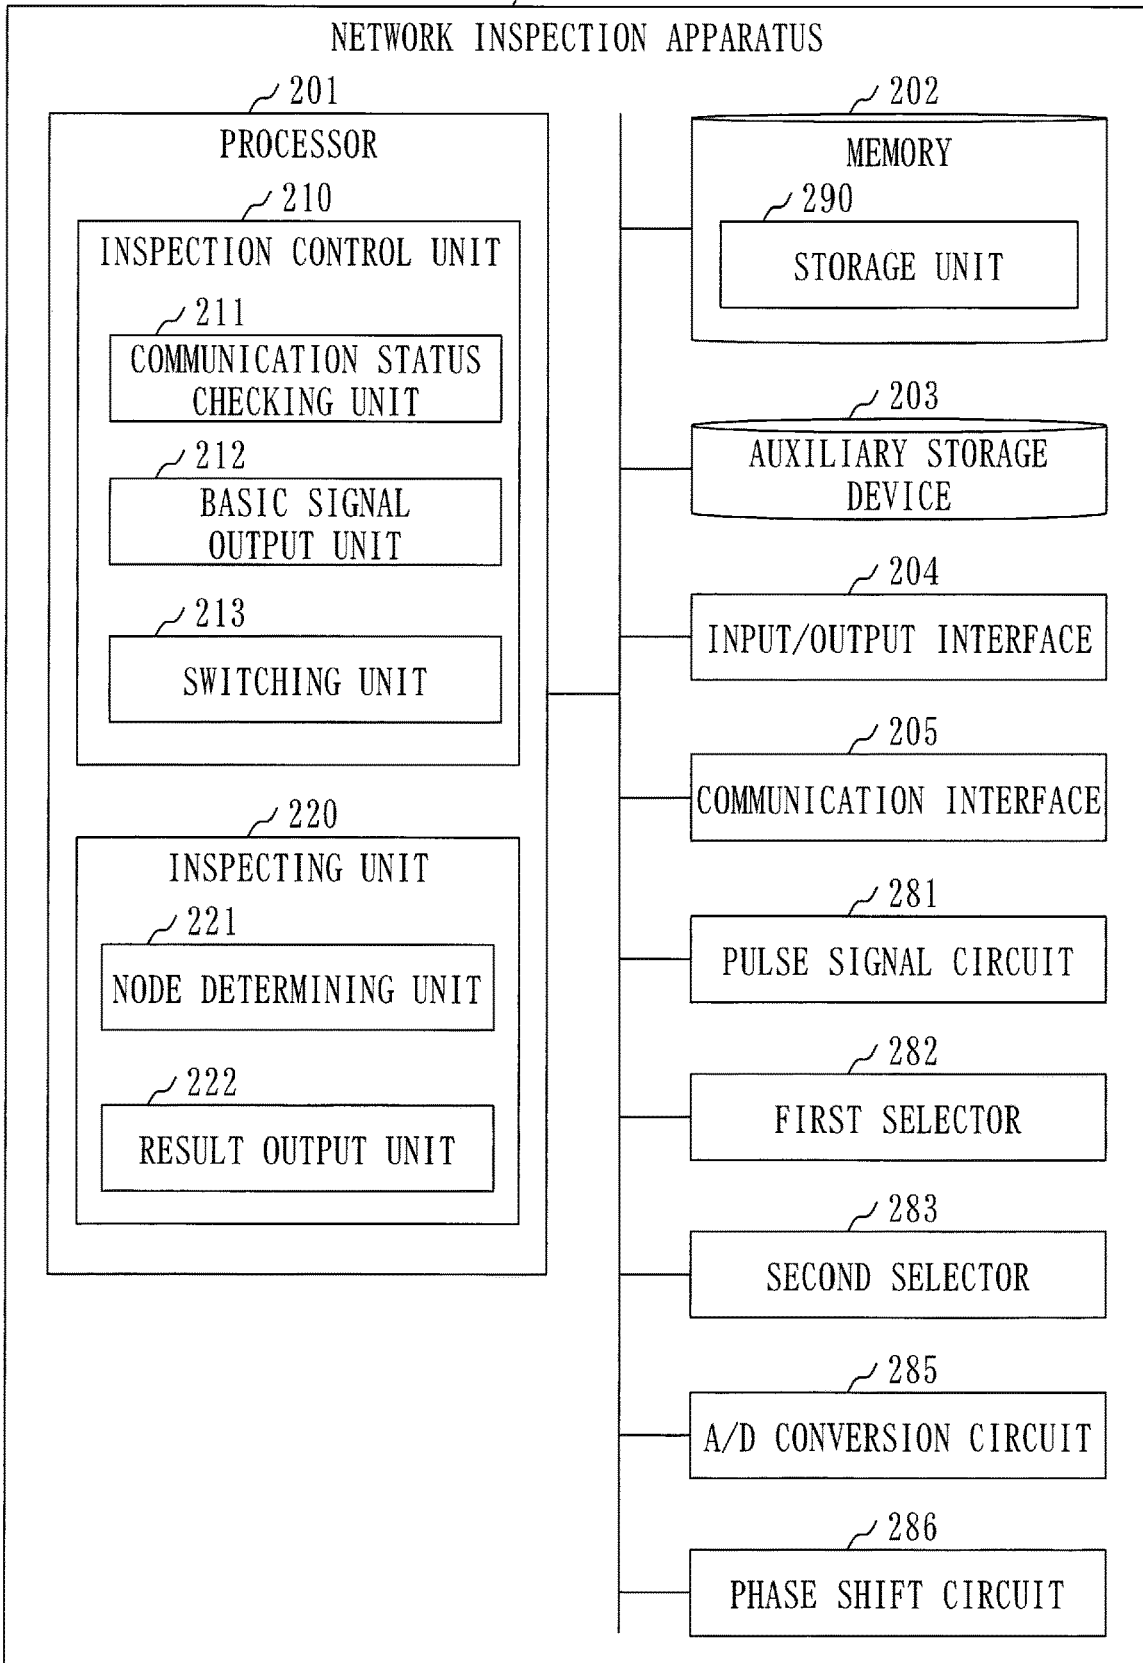 NETWORK INSPECTION APPARATUS
201
PROCESSOR
210
INSPECTION CONTROL UNIT
211
COMMUNICATION STATUS
CHECKING UNIT
212
BASIC SIGNAL
OUTPUT UNIT
213
SWITCHING UNIT
220
INSPECTING UNIT
221
NODE DETERMINING UNIT
222
RESULT OUTPUT UNIT
202
MEMORY
290
STORAGE UNIT
203
AUXILIARY STORAGE
DEVICE
204
INPUT/OUTPUT INTERFACE
205
COMMUNICATION INTERFACE
281
PULSE SIGNAL CIRCUIT
282
FIRST SELECTOR
283
SECOND SELECTOR
285
A/D CONVERSION CIRCUIT
286
PHASE SHIFT CIRCUIT